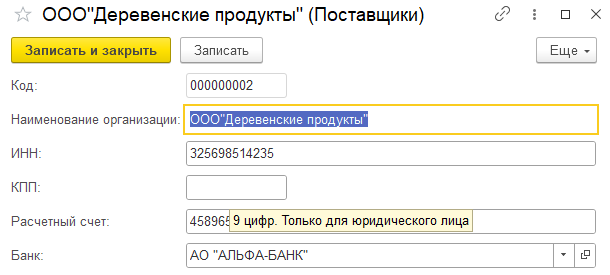 ООО"Деревенские продукты" (Поставщики)
Записать и закрыть Записать Еще
Код: 000000002
Наименование организации: ООО"Деревенские продукты"
ИНН: 325698514235
КПП:
Расчетный счет: 458965 9 цифр. Только для юридического лица
Банк: АО "АЛЬФА-БАНК"